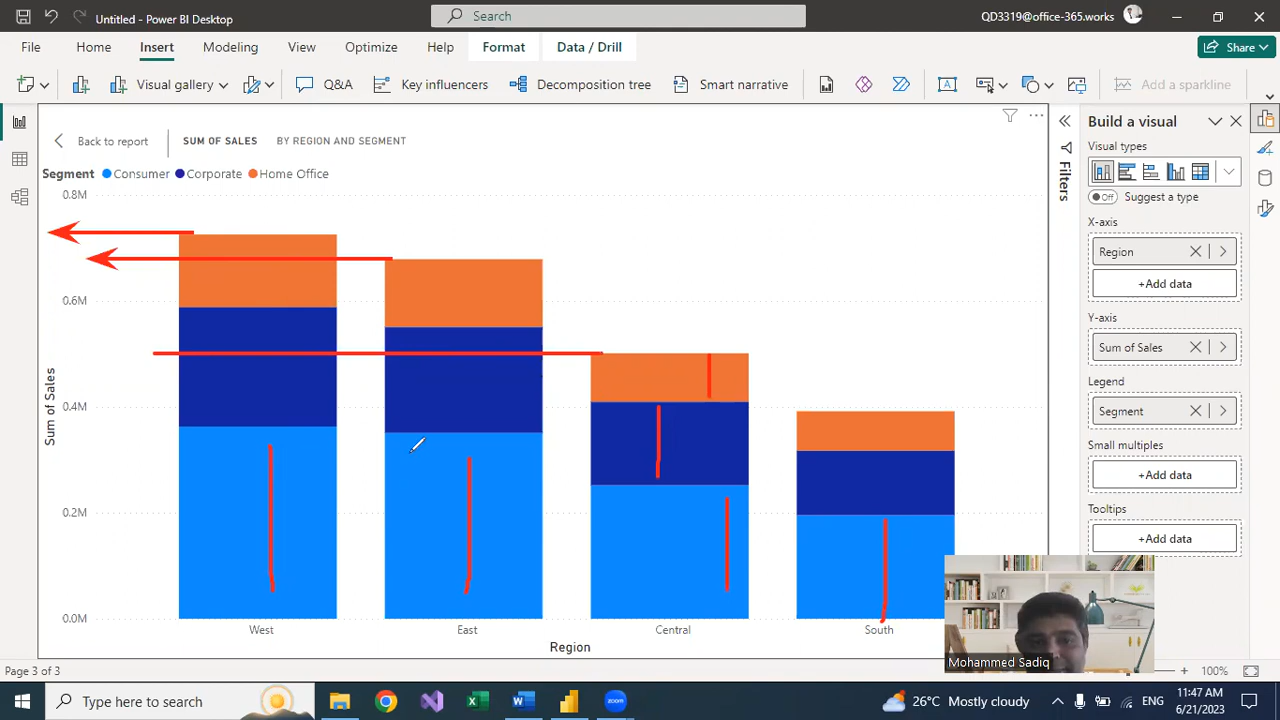 Untitled - Power BI Desktop
Search
QD3319@office-365.works
File
Home
Insert
Modeling
View
Optimize
Help
Format
Data / Drill
Share
Visual gallery
Q&A
Key influencers
Decomposition tree
Smart narrative
Add a sparkline
Back to report
SUM OF SALES
BY REGION AND SEGMENT
Segment Consumer Corporate Home Office
0.8M
0.6M
0.4M
0.2M
0.0M
Sum of Sales
West
East
Central
South
Region
Filters
Build a visual
Visual types
Off
Suggest a type
X-axis
Region
+Add data
Y-axis
Sum of Sales
Legend
Segment
Small multiples
+Add data
Tooltips
+Add data
Mohammed Sadiq
Page 3 of 3
100%
Type here to search
26°C Mostly cloudy
ENG
11:47 AM
6/21/2023